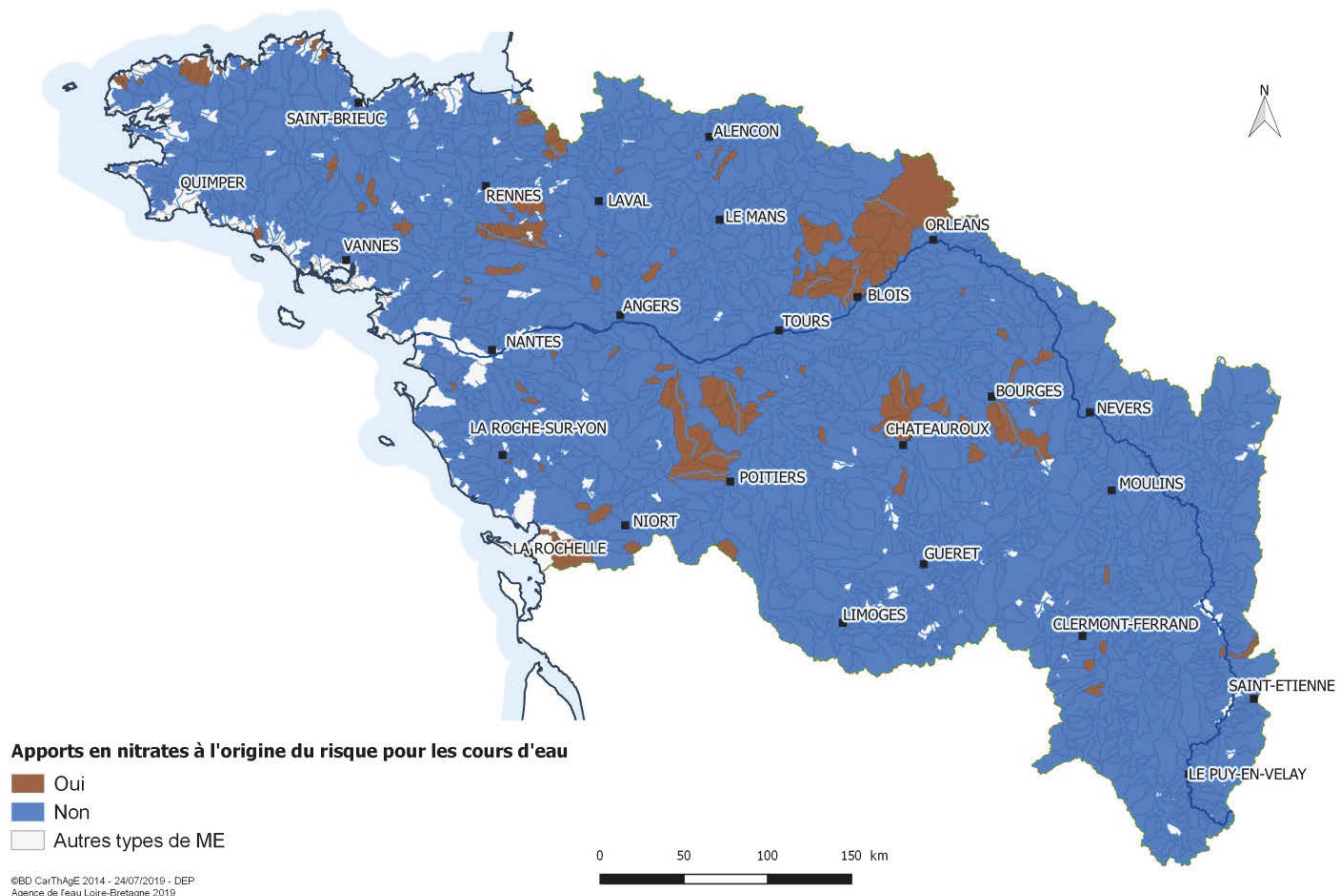 N
ALENCON
SAINT-BRIEUC
QUIMPER
RENNES
LAVAL
LE MANS
ORLEANS
VANNES
BLOIS
ANGERS
TOURS
NANTES
BOURGES
NEVERS
LA ROCHE-SUR-YON
CHATEAUROUX
POITIERS
MOULINS
NIORT
LA ROCHELLE
GUERET
LIMOGES
CLERMONT-FERRAND
SAINT-ETIENNE
LE PUY-EN-VELAY
Apports en nitrates à l'origine du risque pour les cours d'eau
Oui
Non
Autres types de ME
0 50 100 150 km
©BD CarThAgE 2014 - 24/07/2019 - DEP
Agence de l'eau Loire-Bretagne 2019